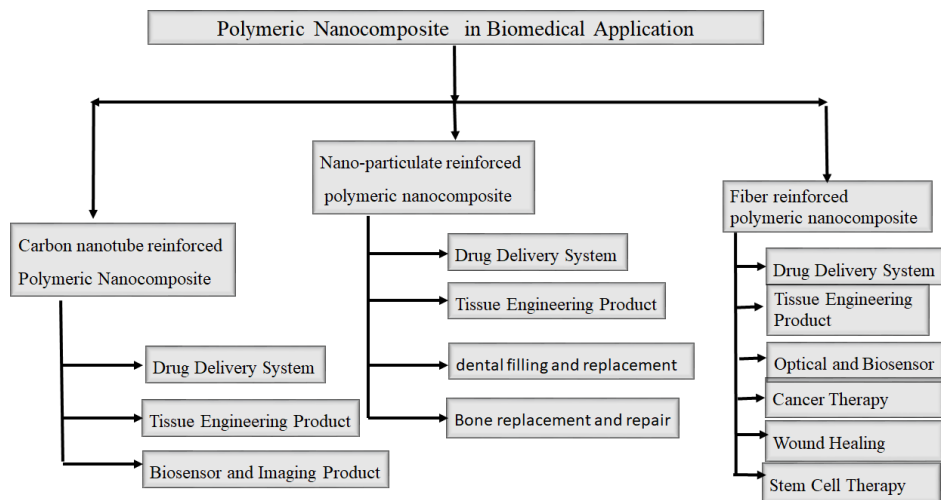 Polymeric Nanocomposite in Biomedical Application
Carbon nanotube reinforced
Polymeric Nanocomposite
Drug Delivery System
Tissue Engineering Product
Biosensor and Imaging Product
Nano-particulate reinforced
polymeric nanocomposite
Drug Delivery System
Tissue Engineering Product
dental filling and replacement
Bone replacement and repair
Fiber reinforced
polymeric nanocomposite
Drug Delivery System
Tissue Engineering
Product
Optical and Biosensor
Cancer Therapy
Wound Healing
Stem Cell Therapy